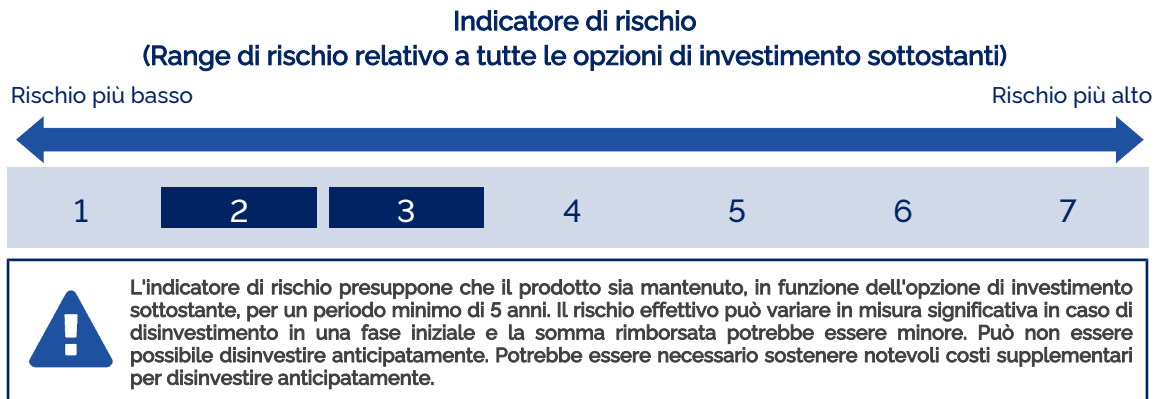 Indicatore di rischio
(Range di rischio relativo a tutte le opzioni di investimento sottostanti)
Rischio più basso Rischio più alto
1 2 3 4 5 6 7
L'indicatore di rischio presuppone che il prodotto sia mantenuto, in funzione dell'opzione di investimento
sottostante, per un periodo minimo di 5 anni. Il rischio effettivo può variare in misura significativa in caso di
disinvestimento in una fase iniziale e la somma rimborsata potrebbe essere minore. Può non essere
possibile disinvestire anticipatamente. Potrebbe essere necessario sostenere notevoli costi supplementari
per disinvestire anticipatamente.